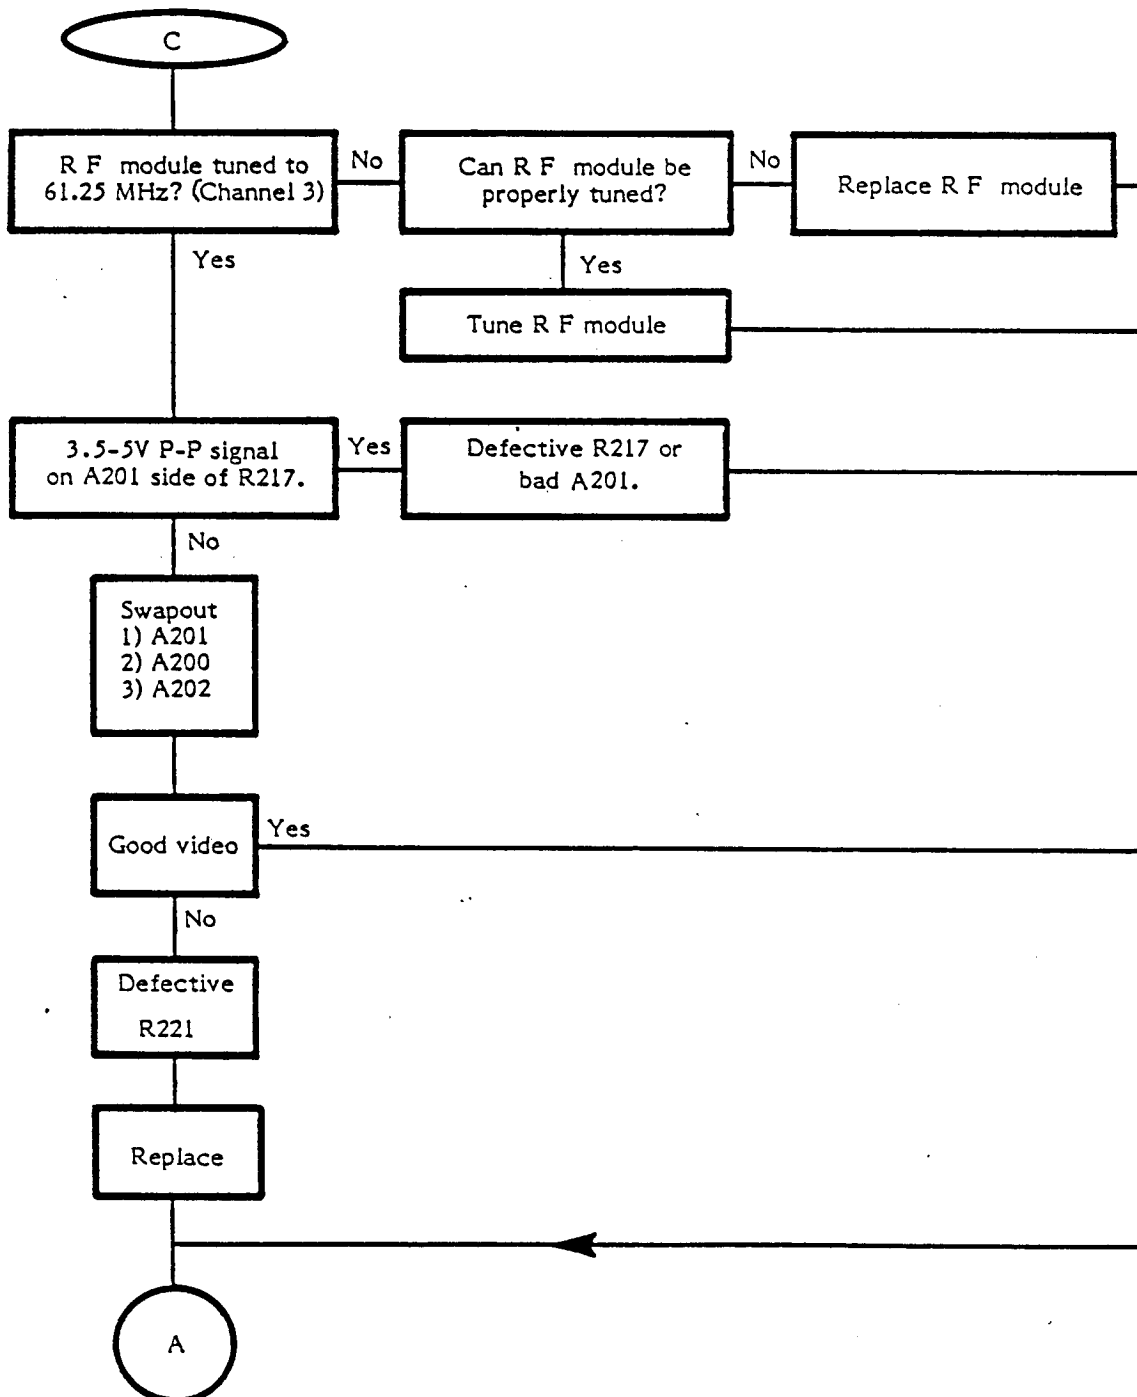 C
R F module tuned to
61.25 MHz? (Channel 3)
No
Can R F module be
properly tuned?
No
Replace R F module
Yes
Yes
Tune R F module
3.5-5V P-P signal
on A201 side of R217.
Yes
Defective R217 or
bad A201.
No
Swapout
1) A201
2) A200
3) A202
Good video
Yes
No
Defective
R221
Replace
A